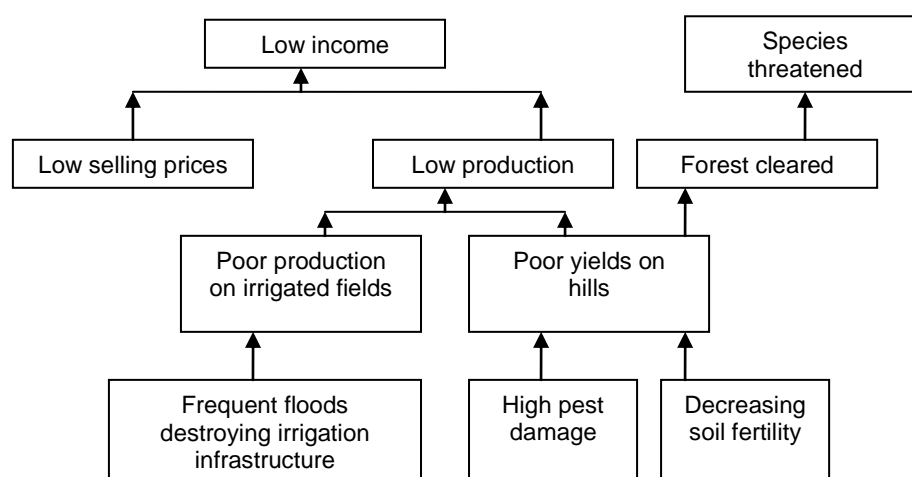 Low income
Species
threatened
Low selling prices
Low production
Forest cleared
Poor production
on irrigated fields
Poor yields on
hills
Frequent floods
destroying irrigation
infrastructure
High pest
damage
Decreasing
soil fertility